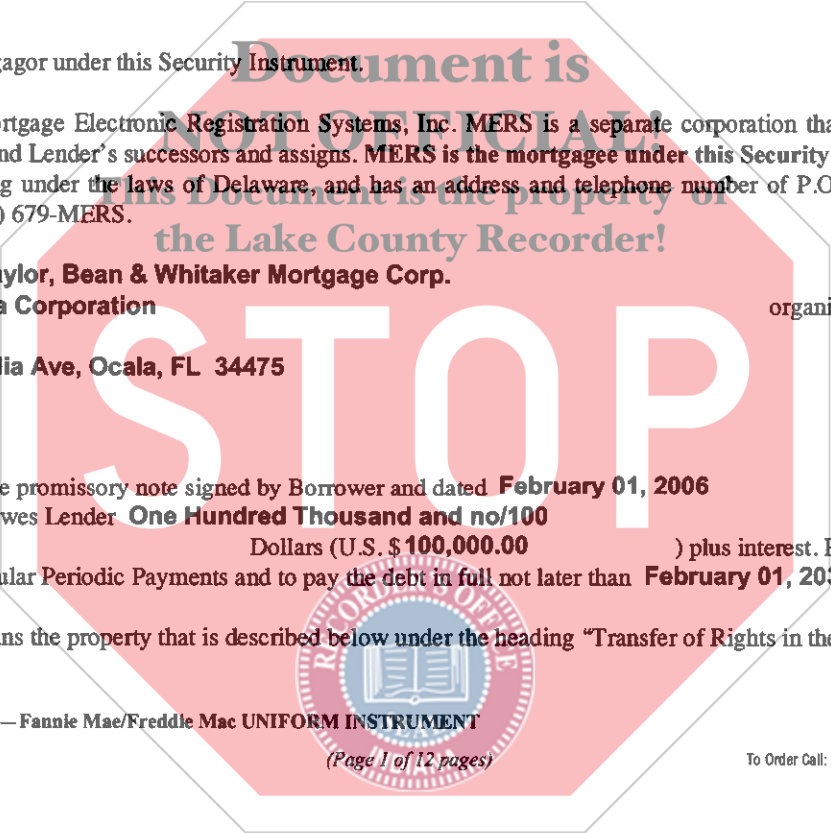 Document is
gagor under this Security Instrument.
NOT OFFICIAL!
rtgage Electronic Registration Systems, Inc. MERS is a separate corporation tha
nd Lender's successors and assigns. MERS is the mortgagee under this Security
g under the laws of Delaware, and has an address and telephone number of P.O
This Document is the property of
) 679-MERS.
the Lake County Recorder!
aylor, Bean & Whitaker Mortgage Corp.
a Corporation organi
lia Ave, Ocala, FL 34475
STOP
e promissory note signed by Borrower and dated February 01, 2006
wes Lender One Hundred Thousand and no/100
Dollars (U.S. $ 100,000.00 ) plus interest.
ular Periodic Payments and to pay the debt in full not later than February 01, 203
RECORDER'S OFFICE
ns the property that is described below under the heading "Transfer of Rights in the
— Fannie Mae/Freddie Mac UNIFORM INSTRUMENT
SEAL
(Page 1 of 12 pages)
To Order Call:
INDIANA